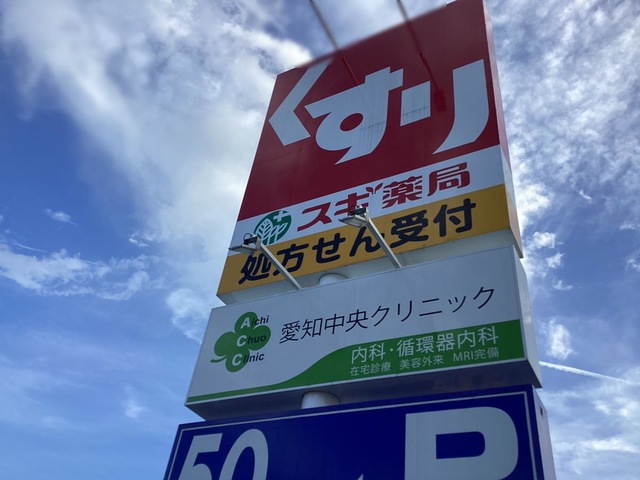 くすり
スギ薬局
処方せん受付
Aichi
Chuo
Clinic
愛知中央クリニック
内科・循環器内科
在宅診療 美容外来 MRI完備
50 P